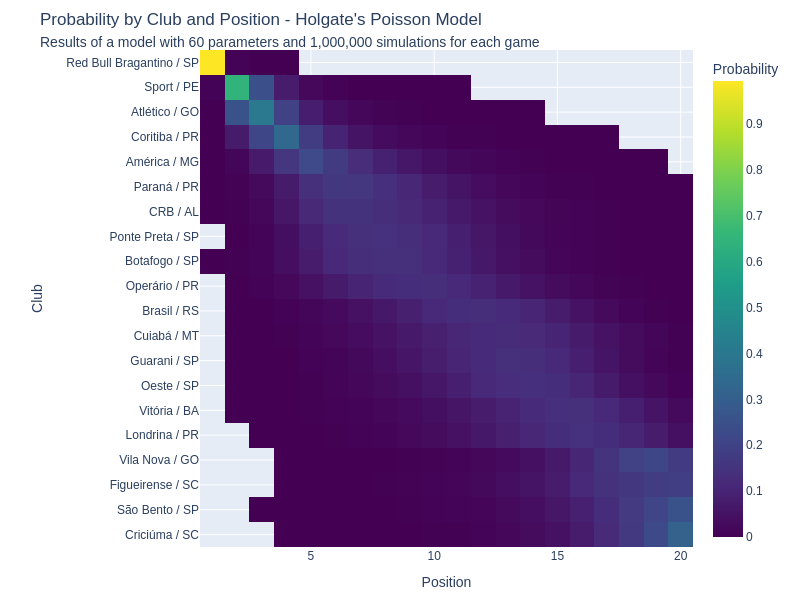 Probability by Club and Position - Holgate's Poisson Model
Results of a model with 60 parameters and 1,000,000 simulations for each game
Probability
Red Bull Bragantino / SP
Sport / PE
Atlético / GO
Coritiba / PR
América / MG
Paraná / PR
CRB / AL
Ponte Preta / SP
Botafogo / SP
Operário / PR
Brasil / RS
Cuiabá / MT
Guarani / SP
Oeste / SP
Vitória / BA
Londrina / PR
Vila Nova / GO
Figueirense / SC
São Bento / SP
Criciúma / SC
Club
5
10
15
20
Position
0.9
0.8
0.7
0.6
0.5
0.4
0.3
0.2
0.1
0